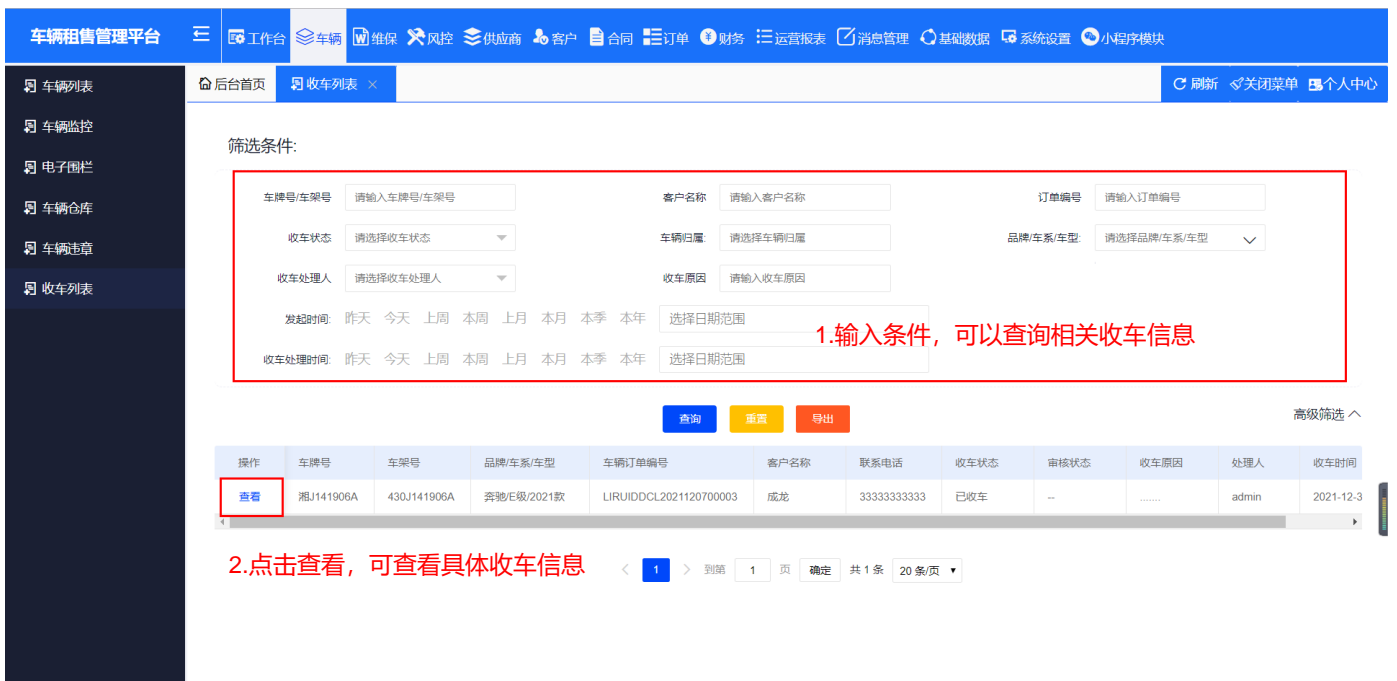 车辆租售管理平台 工作台 车辆 维保 风控 供应商 客户 合同 订单 财务 运营报表 消息管理 基础数据 系统设置 小程序模块
车辆列表
车辆监控
电子围栏
车辆仓库
车辆违章
收车列表
后台首页 收车列表 × 刷新 关闭菜单 个人中心
筛选条件:
车牌号/车架号 请输入车牌号/车架号 客户名称 请输入客户名称 订单编号 请输入订单编号
收车状态 请选择收车状态 车辆归属: 请选择车辆归属 品牌/车系/车型: 请选择品牌/车系/车型
收车处理人 请选择收车处理人 收车原因 请输入收车原因
发起时间: 昨天 今天 上周 本周 上月 本月 本季 本年 选择日期范围
1.输入条件，可以查询相关收车信息
收车处理时间: 昨天 今天 上周 本周 上月 本月 本季 本年 选择日期范围
查询 重置 导出 高级筛选
操作 车牌号 车架号 品牌/车系/车型 车辆订单编号 客户名称 联系电话 收车状态 审核状态 收车原因 处理人 收车时间
查看 湘J141906A 430J141906A 奔驰/E级/2021款 LIRUIDDCL2021120700003 成龙 33333333333 已收车 -- ....... admin 2021-12-3
2.点击查看，可查看具体收车信息
1 到第 1 页 确定 共 1 条 20 条/页